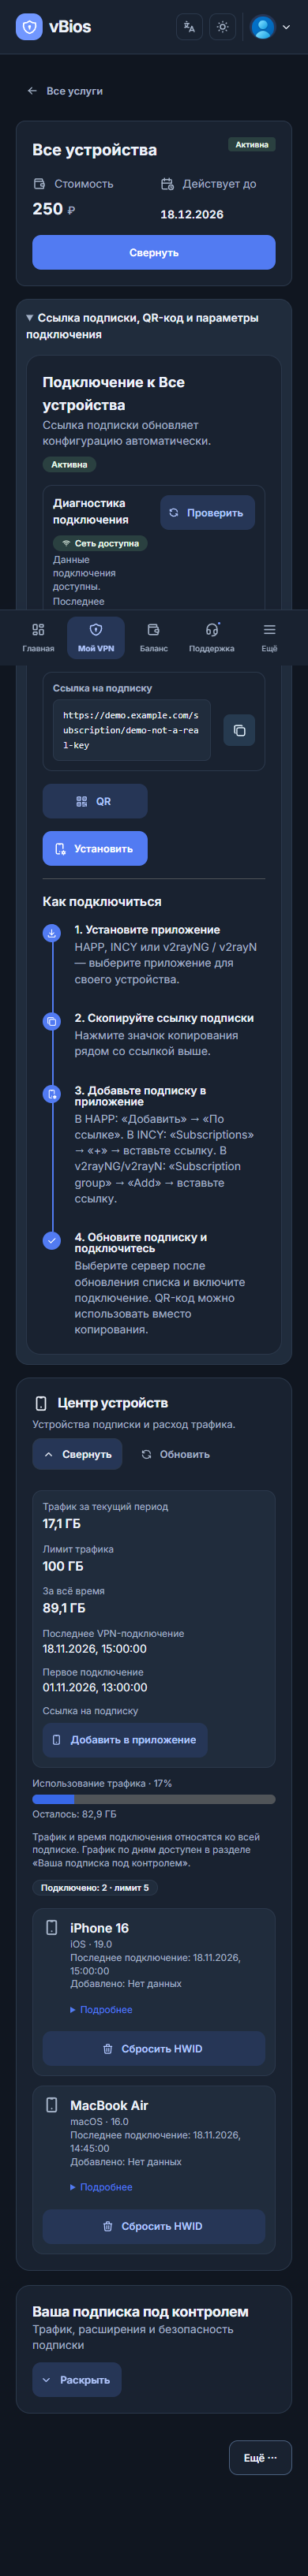 vBios
Все услуги
Все устройства
Активна
Стоимость
Действует до
250 ₽
18.12.2026
Свернуть
▼ Ссылка подписки, QR-код и параметры
подключения
Подключение к Все
устройства
Ссылка подписки обновляет
конфигурацию автоматически.
Активна
Диагностика
подключения
Проверить
Сеть доступна
Данные
подключения
доступны.
Последнее
Главная
Мой VPN
Баланс
Поддержка
Ещё
Ссылка на подписку
https://demo.example.com/s
ubscription/demo-not-a-rea
l-key
QR
Установить
Как подключиться
1. Установите приложение
HAPP, INCY или v2rayNG / v2rayN
— выберите приложение для
своего устройства.
2. Скопируйте ссылку подписки
Нажмите значок копирования
рядом со ссылкой выше.
3. Добавьте подписку в
приложение
В HAPP: «Добавить» → «По
ссылке». В INCY: «Subscriptions»
→ «+» → вставьте ссылку. В
v2rayNG/v2rayN: «Subscription
group» → «Add» → вставьте
ссылку.
4. Обновите подписку и
подключитесь
Выберите сервер после
обновления списка и включите
подключение. QR-код можно
использовать вместо
копирования.
Центр устройств
Устройства подписки и расход трафика.
Свернуть
Обновить
Трафик за текущий период
17,1 ГБ
Лимит трафика
100 ГБ
За всё время
89,1 ГБ
Последнее VPN-подключение
18.11.2026, 15:00:00
Первое подключение
01.11.2026, 13:00:00
Ссылка на подписку
Добавить в приложение
Использование трафика · 17%
Осталось: 82,9 ГБ
Трафик и время подключения относятся ко всей
подписке. График по дням доступен в разделе
«Ваша подписка под контролем».
Подключено: 2 · лимит 5
iPhone 16
iOS · 19.0
Последнее подключение: 18.11.2026,
15:00:00
Добавлено: Нет данных
▶ Подробнее
Сбросить HWID
MacBook Air
macOS · 16.0
Последнее подключение: 18.11.2026,
14:45:00
Добавлено: Нет данных
▶ Подробнее
Сбросить HWID
Ваша подписка под контролем
Трафик, расширения и безопасность
подписки
Раскрыть
Ещё ···